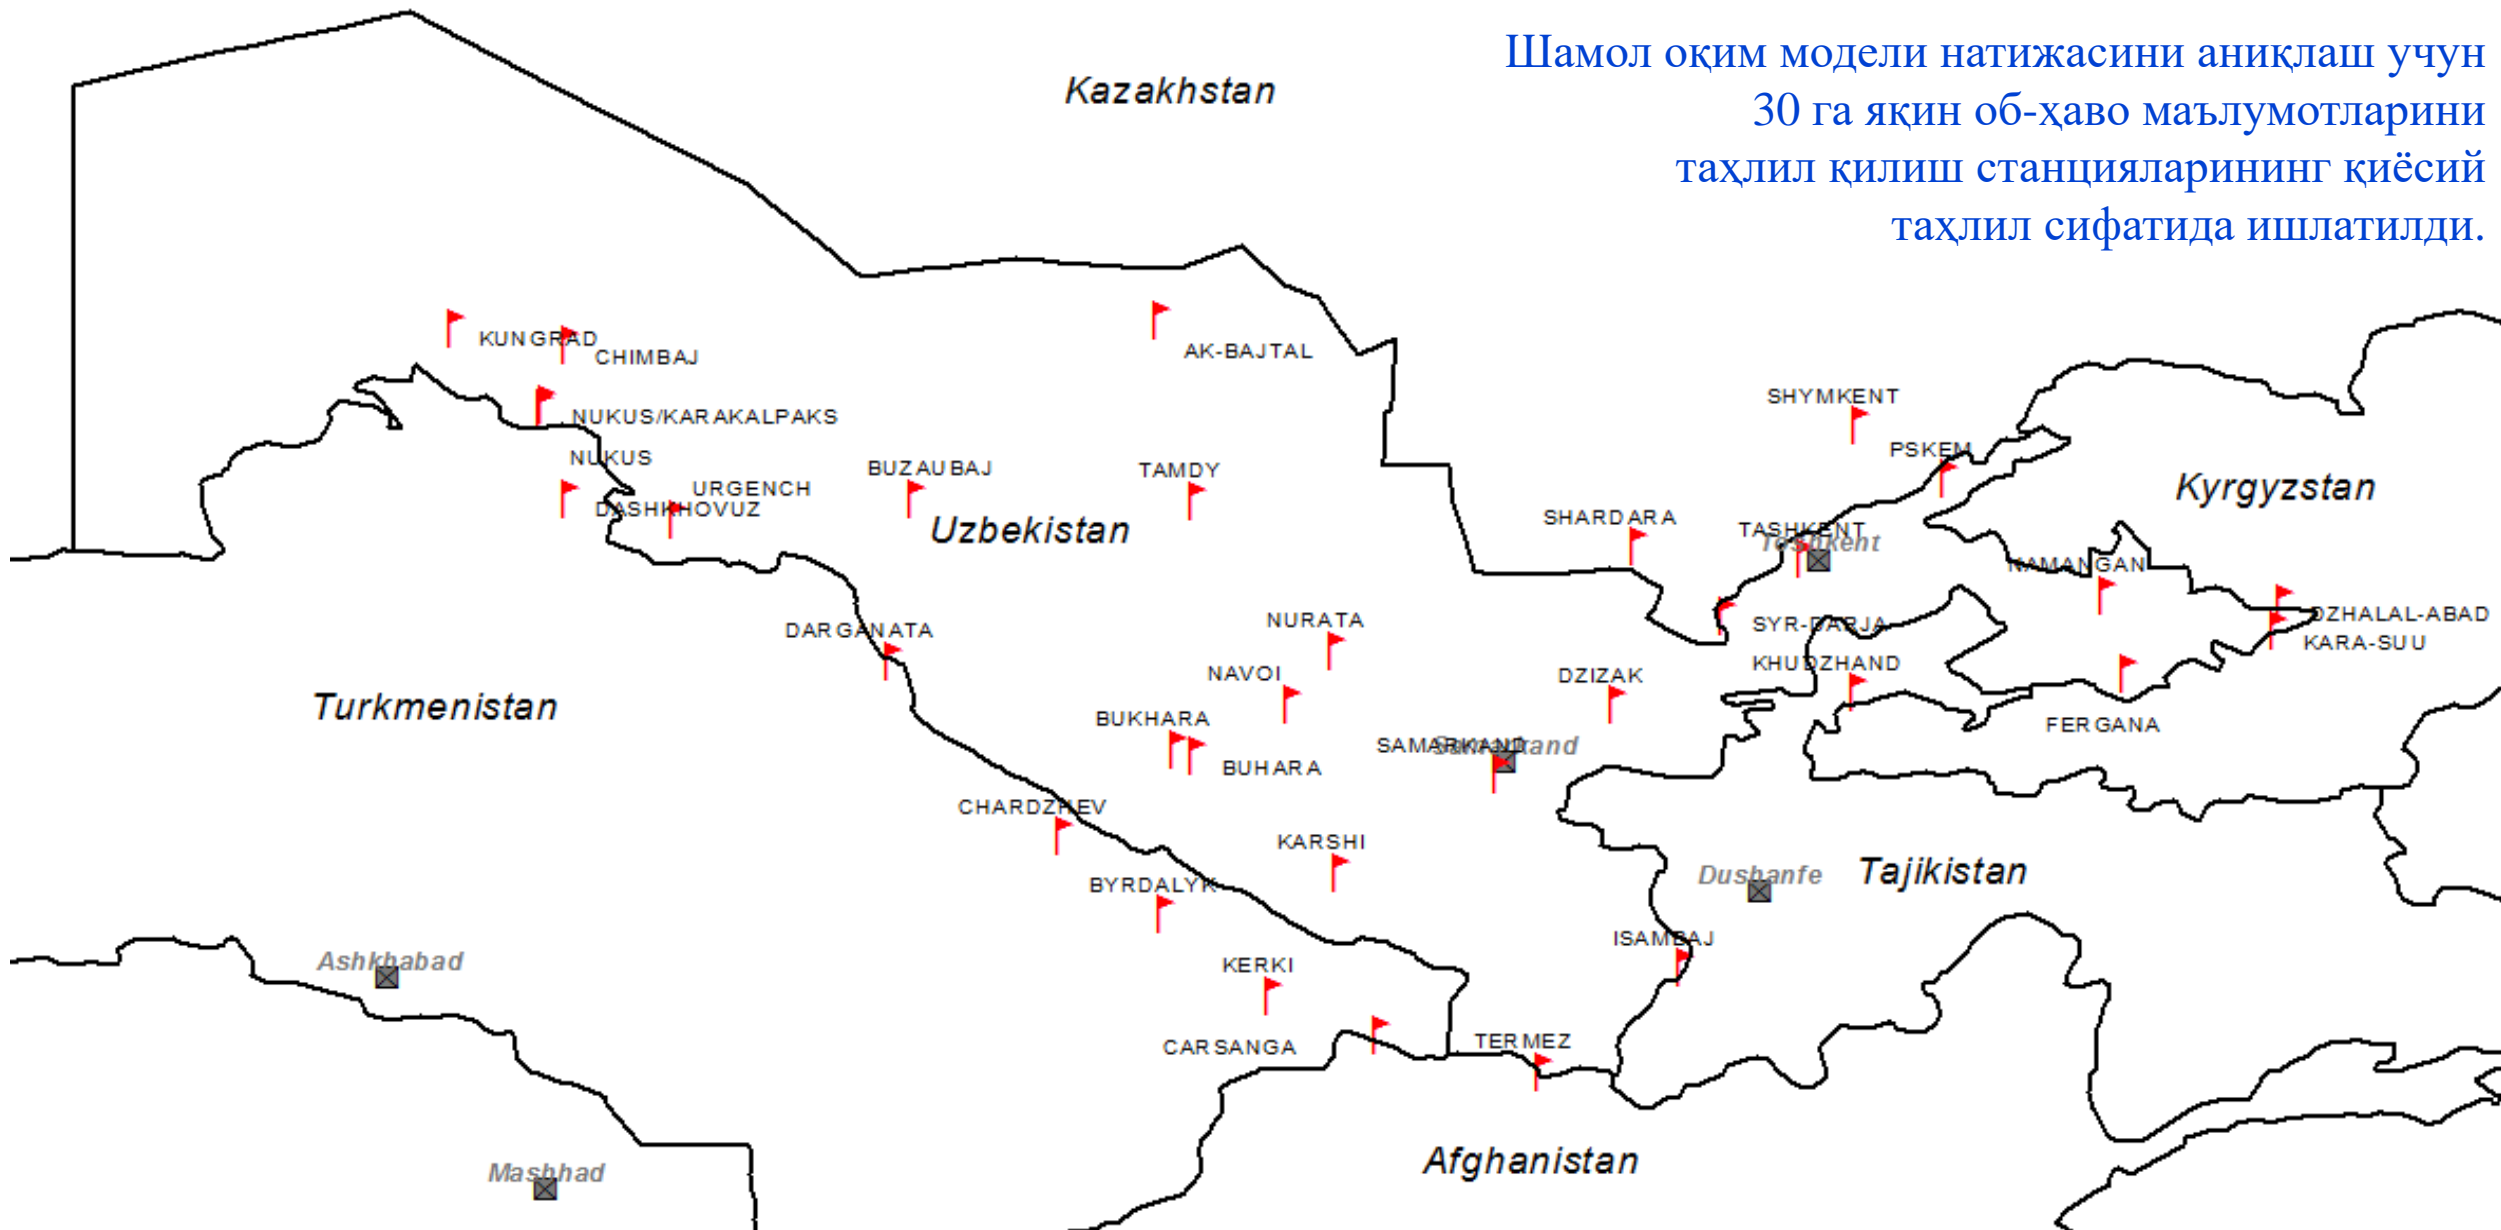 Шамол оқим модели натижасини аниқлаш учун
30 га яқин об-ҳаво маълумотларини
таҳлил қилиш станцияларининг қиёсий
таҳлил сифатида ишлатилди.
Kazakhstan
KUNGRAD
CHIMBAJ
AK-BAJTAL
SHYMKENT
NUKUS/KARAKALPAKS
PSKEM
NUKUS
BUZAUBAJ
TAMDY
URGENCH
Kyrgyzstan
DASHKHOVUZ
SHARDARA
Uzbekistan
TASHKENT
Toshkent
NAMANGAN
DZHALAL-ABAD
NURATA
SYR-DARJA
DARGANATA
KARA-SUU
KHUDZHAND
NAVOI
DZIZAK
Turkmenistan
BUKHARA
FERGANA
SAMARKAND
Samarkand
BUHARA
CHARDZHEV
KARSHI
Tajikistan
Dushanfe
BYRDALYK
ISAMBAJ
Ashkhabad
KERKI
TERMEZ
CARSANGA
Afghanistan
Mashhad